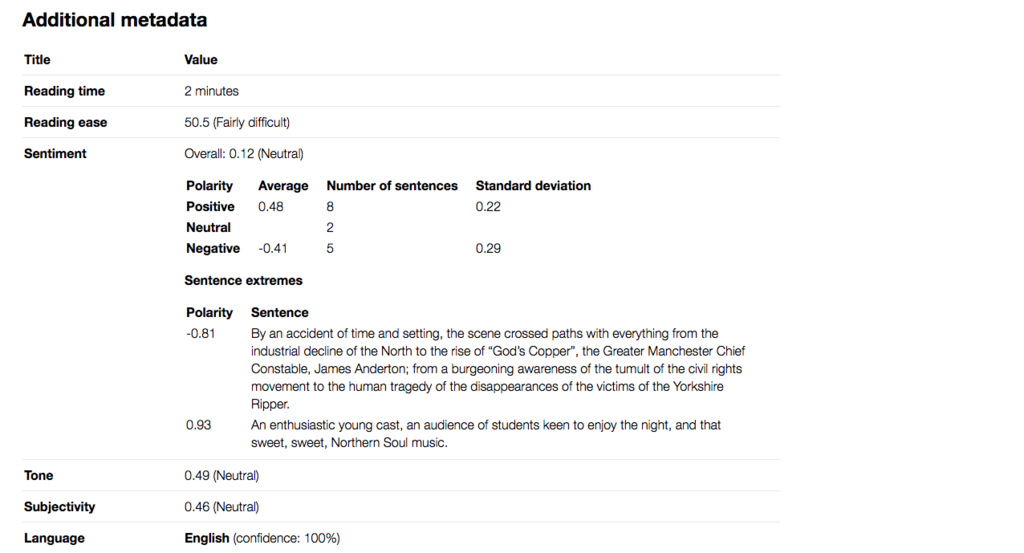 Additional metadata
Title Value
Reading time 2 minutes
Reading ease 50.5 (Fairly difficult)
Sentiment Overall: 0.12 (Neutral)
Polarity Average Number of sentences Standard deviation
Positive 0.48 8 0.22
Neutral 2
Negative -0.41 5 0.29
Sentence extremes
Polarity Sentence
-0.81 By an accident of time and setting, the scene crossed paths with everything from the
industrial decline of the North to the rise of “God’s Copper”, the Greater Manchester Chief
Constable, James Anderton; from a burgeoning awareness of the tumult of the civil rights
movement to the human tragedy of the disappearances of the victims of the Yorkshire
Ripper.
0.93 An enthusiastic young cast, an audience of students keen to enjoy the night, and that
sweet, sweet, Northern Soul music.
Tone 0.49 (Neutral)
Subjectivity 0.46 (Neutral)
Language English (confidence: 100%)